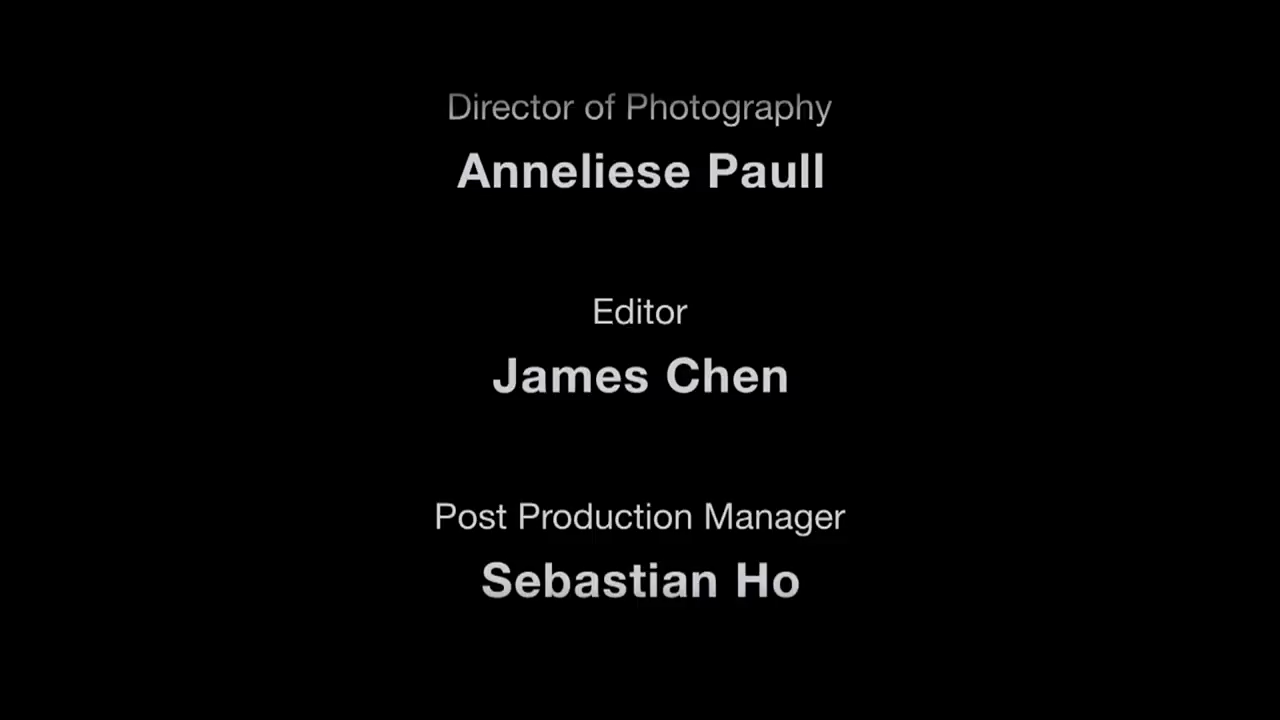 Director of Photography
Anneliese Paull
Editor
James Chen
Post Production Manager
Sebastian Ho